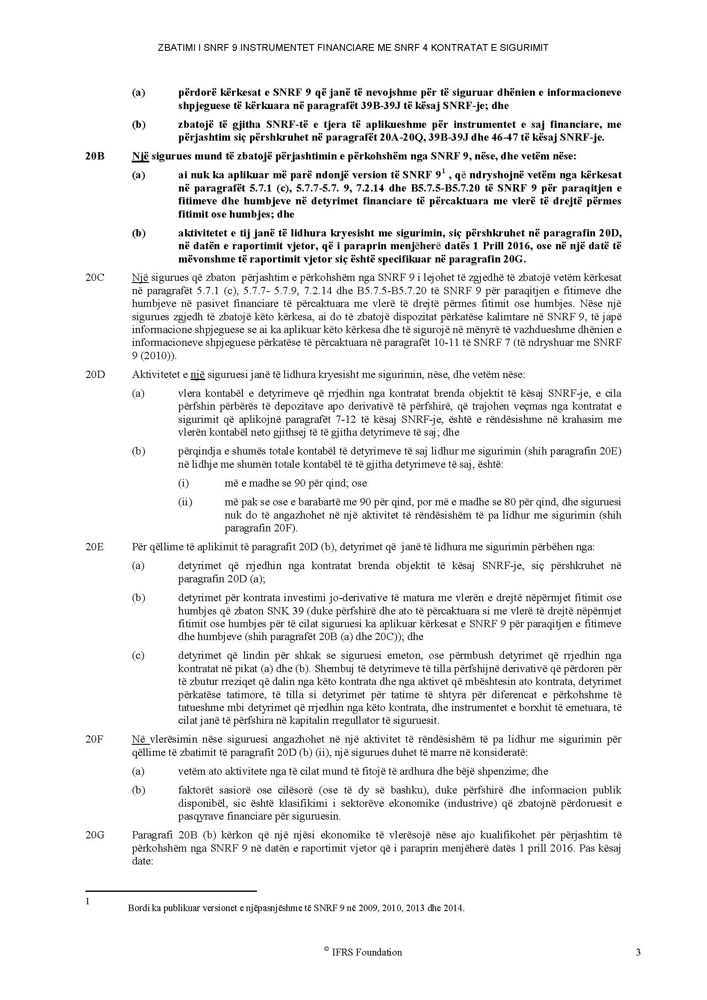 ZBATIMI I SNRF 9 INSTRUMENTET FINANCIARE ME SNRF 4 KONTRATAT E SIGURIMIT
(a) përdorë kërkesat e SNRF 9 që janë të nevojshme për të siguruar dhënien e informacioneve
shpjeguese të kërkuara në paragrafët 39B-39J të kësaj SNRF-je; dhe
(b) zbatojë të gjitha SNRF-të e tjera të aplikueshme për instrumentet e saj financiare, me
përjashtim siç përshkruhet në paragrafët 20A-20Q, 39B-39J dhe 46-47 të kësaj SNRF-je.
20B Një sigurues mund të zbatojë përjashtimin e përkohshëm nga SNRF 9, nëse, dhe vetëm nëse:
(a) ai nuk ka aplikuar më parë ndonjë version të SNRF 9¹ , që ndryshojnë vetëm nga kërkesat
në paragrafët 5.7.1 (c), 5.7.7-5.7. 9, 7.2.14 dhe B5.7.5-B5.7.20 të SNRF 9 për paraqitjen e
fitimeve dhe humbjeve në detyrimet financiare të përcaktuara me vlerë të drejtë përmes
fitimit ose humbjes; dhe
(b) aktivitetet e tij janë të lidhura kryesisht me sigurimin, siç përshkruhet në paragrafin 20D,
në datën e raportimit vjetor, që i paraprin menjëherë datës 1 Prill 2016, ose në një datë të
mëvonshme të raportimit vjetor siç është specifikuar në paragrafin 20G.
20C Një sigurues që zbaton përjashtim e përkohshëm nga SNRF 9 i lejohet të zgjedhë të zbatojë vetëm kërkesat
në paragrafët 5.7.1 (c), 5.7.7- 5.7.9, 7.2.14 dhe B5.7.5-B5.7.20 të SNRF 9 për paraqitjen e fitimeve dhe
humbjeve në pasivet financiare të përcaktuara me vlerë të drejtë përmes fitimit ose humbjes. Nëse një
sigurues zgjedh të zbatojë këto kërkesa, ai do të zbatojë dispozitat përkatëse kalimtare në SNRF 9, të japë
informacione shpjeguese se ai ka aplikuar këto kërkesa dhe të sigurojë në mënyrë të vazhdueshme dhënien e
informacioneve shpjeguese përkatëse të përcaktuara në paragrafët 10-11 të SNRF 7 (të ndryshuar me SNRF
9 (2010)).
20D Aktivitetet e një siguruesi janë të lidhura kryesisht me sigurimin, nëse, dhe vetëm nëse:
(a) vlera kontabël e detyrimeve që rrjedhin nga kontratat brenda objektit të kësaj SNRF-je, e cila
përfshin përbërës të depozitave apo derivativë të përfshirë, që trajohen veçmas nga kontratat e
sigurimit që aplikojnë paragrafët 7-12 të kësaj SNRF-je, është e rëndësishme në krahasim me
vlerën kontabël neto gjithsej të të gjitha detyrimeve të saj; dhe
(b) përqindja e shumës totale kontabël të detyrimeve të saj lidhur me sigurimin (shih paragrafin 20E)
në lidhje me shumën totale kontabël të të gjitha detyrimeve të saj, është:
(i) më e madhe se 90 për qind; ose
(ii) më pak se ose e barabartë me 90 për qind, por më e madhe se 80 për qind, dhe siguruesi
nuk do të angazhohet në një aktivitet të rëndësishëm të pa lidhur me sigurimin (shih
paragrafin 20F).
20E Për qëllime të aplikimit të paragrafit 20D (b), detyrimet që janë të lidhura me sigurimin përbëhen nga:
(a) detyrimet që rrjedhin nga kontratat brenda objektit të kësaj SNRF-je, siç përshkruhet në
paragrafin 20D (a);
(b) detyrimet për kontrata investimi jo-derivative të matura me vlerën e drejtë nëpërmjet fitimit ose
humbjes që zbaton SNK 39 (duke përfshirë dhe ato të përcaktuara si me vlerë të drejtë nëpërmjet
fitimit ose humbjes për të cilat siguruesi ka aplikuar kërkesat e SNRF 9 për paraqitjen e fitimeve
dhe humbjeve (shih paragrafët 20B (a) dhe 20C)); dhe
(c) detyrimet që lindin për shkak se siguruesi emeton, ose përmbush detyrimet që rrjedhin nga
kontratat në pikat (a) dhe (b). Shembuj të detyrimeve të tilla përfshijnë derivativë që përdoren për
të zbutur rreziqet që dalin nga këto kontrata dhe nga aktivet që mbështesin ato kontrata, detyrimet
përkatëse tatimore, të tilla si detyrimet për tatime të shtyra për diferencat e përkohshme të
tatueshme mbi detyrimet që rrjedhin nga këto kontrata, dhe instrumentet e borxhit të emetuara, të
cilat janë të përfshira në kapitalin rregullator të siguruesit.
20F Në vlerësimin nëse siguruesi angazhohet në një aktivitet të rëndësishëm të pa lidhur me sigurimin për
qëllime të zbatimit të paragrafit 20D (b) (ii), një sigurues duhet të marre në konsideratë:
(a) vetëm ato aktivitete nga të cilat mund të fitojë të ardhura dhe bëjë shpenzime; dhe
(b) faktorët sasiorë ose cilësorë (ose të dy së bashku), duke përfshirë dhe informacion publik
disponibël, sic është klasifikimi i sektorëve ekonomike (industrive) që zbatojnë përdoruesit e
pasqyrave financiare për siguruesin.
20G Paragrafi 20B (b) kërkon që një njësi ekonomike të vlerësojë nëse ajo kualifikohet për përjashtim të
përkohshëm nga SNRF 9 në datën e raportimit vjetor që i paraprin menjëherë datës 1 prill 2016. Pas kësaj
date:
1 Bordi ka publikuar versionet e njëpasnjëshme të SNRF 9 në 2009, 2010, 2013 dhe 2014.
© IFRS Foundation 3